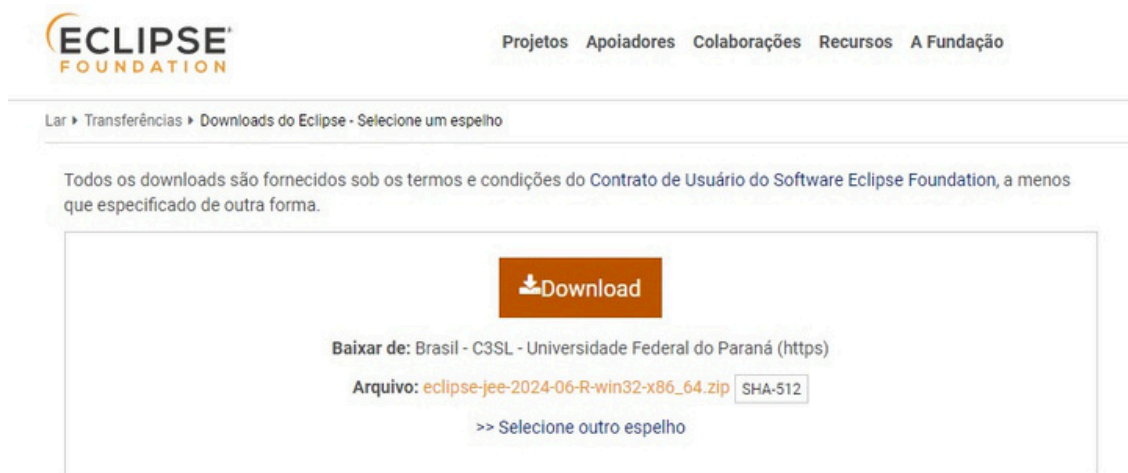 ECLIPSE
FOUNDATION
Projetos Apoiadores Colaborações Recursos A Fundação
Lar Transferências Downloads do Eclipse - Selecione um espelho
Todos os downloads são fornecidos sob os termos e condições do Contrato de Usuário do Software Eclipse Foundation, a menos
que especificado de outra forma.
Download
Baixar de: Brasil - C3SL - Universidade Federal do Paraná (https)
Arquivo: eclipse-jee-2024-06-R-win32-x86_64.zip SHA-512
>> Selecione outro espelho